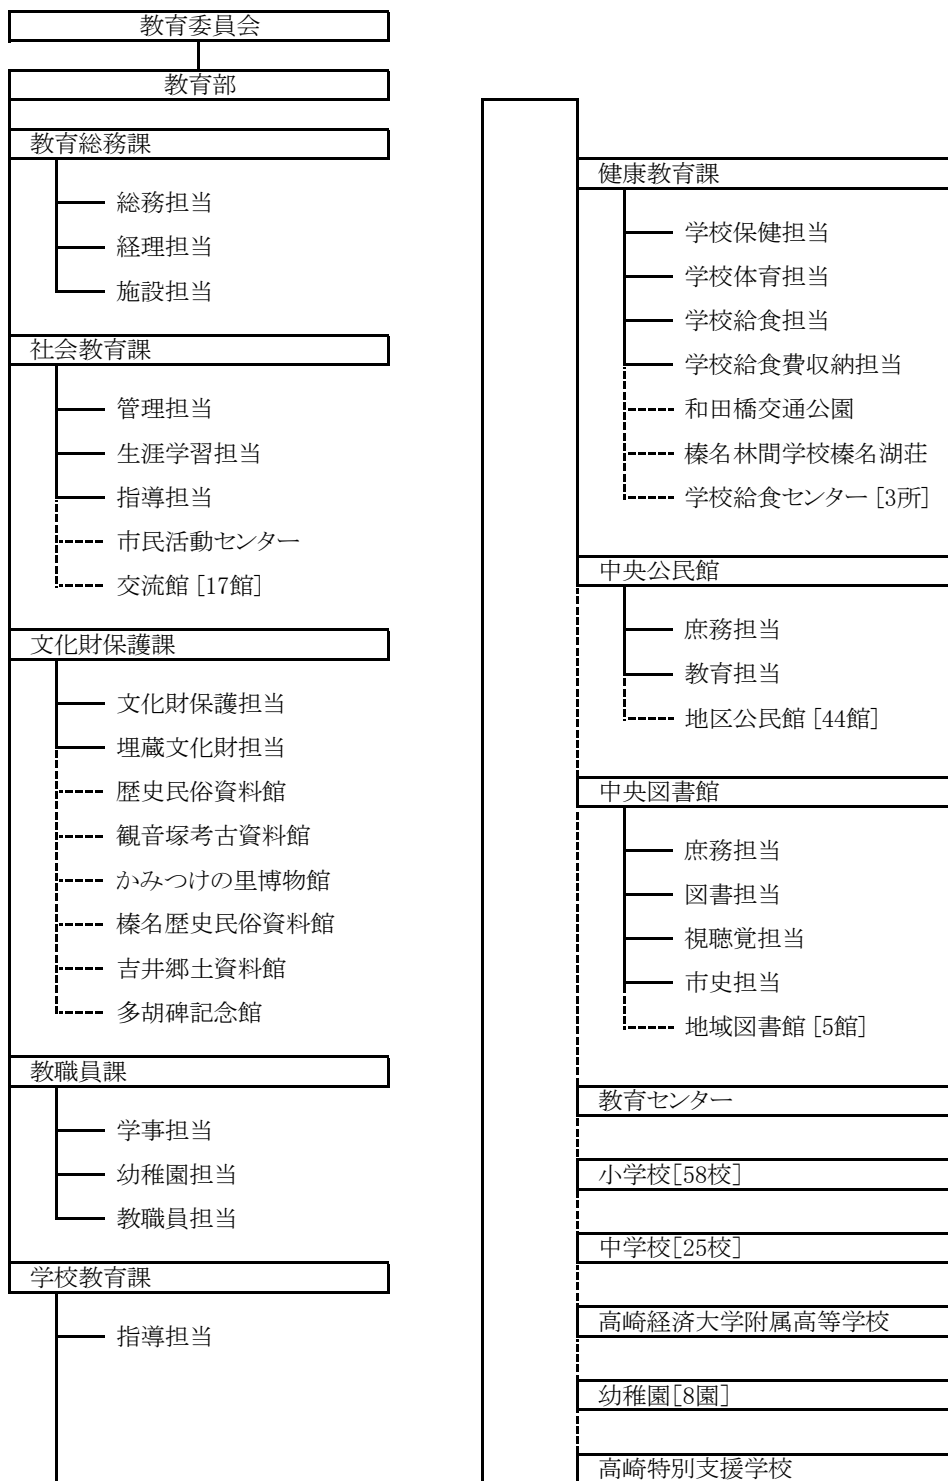 教育委員会
教育部
教育総務課
総務担当
経理担当
施設担当
社会教育課
管理担当
生涯学習担当
指導担当
市民活動センター
交流館 [17館]
文化財保護課
文化財保護担当
埋蔵文化財担当
歴史民俗資料館
観音塚考古資料館
かみつけの里博物館
榛名歴史民俗資料館
吉井郷土資料館
多胡碑記念館
教職員課
学事担当
幼稚園担当
教職員担当
学校教育課
指導担当
健康教育課
学校保健担当
学校体育担当
学校給食担当
学校給食費収納担当
和田橋交通公園
榛名林間学校榛名湖荘
学校給食センター [3所]
中央公民館
庶務担当
教育担当
地区公民館 [44館]
中央図書館
庶務担当
図書担当
視聴覚担当
市史担当
地域図書館 [5館]
教育センター
小学校[58校]
中学校[25校]
高崎経済大学附属高等学校
幼稚園[8園]
高崎特別支援学校